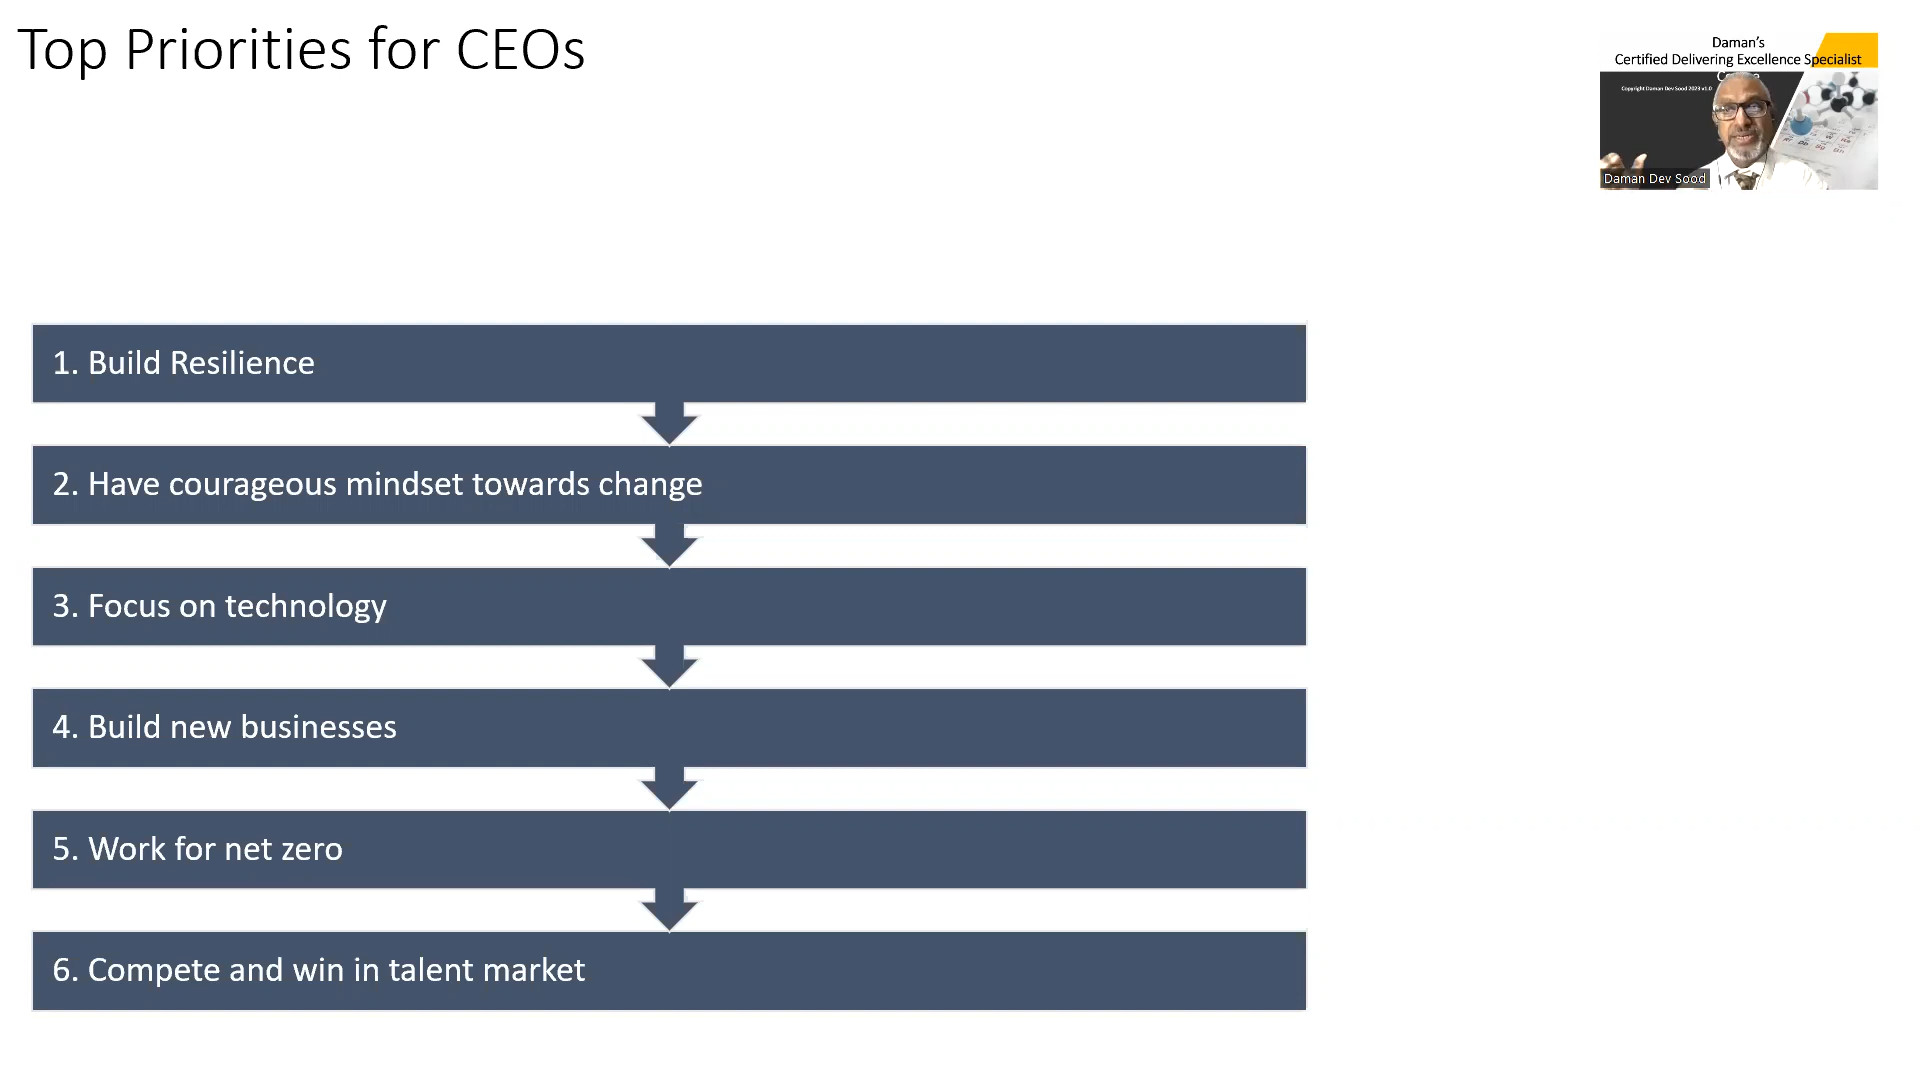 Top Priorities for CEOs
Daman’s
Certified Delivering Excellence Specialist
Copyright Daman Dev Sood 2023 v1.0
Daman Dev Sood
1. Build Resilience
2. Have courageous mindset towards change
3. Focus on technology
4. Build new businesses
5. Work for net zero
6. Compete and win in talent market